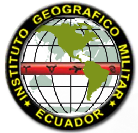 INSTITUTO GEOGRAFICO MILITAR
★ ECUADOR ★